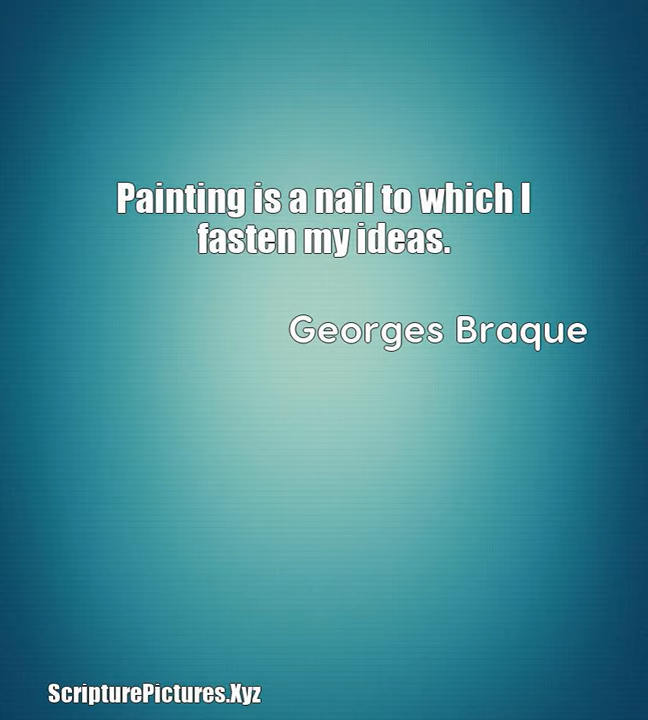 Painting is a nail to which I
fasten my ideas.
Georges Braque
ScripturePictures.Xyz